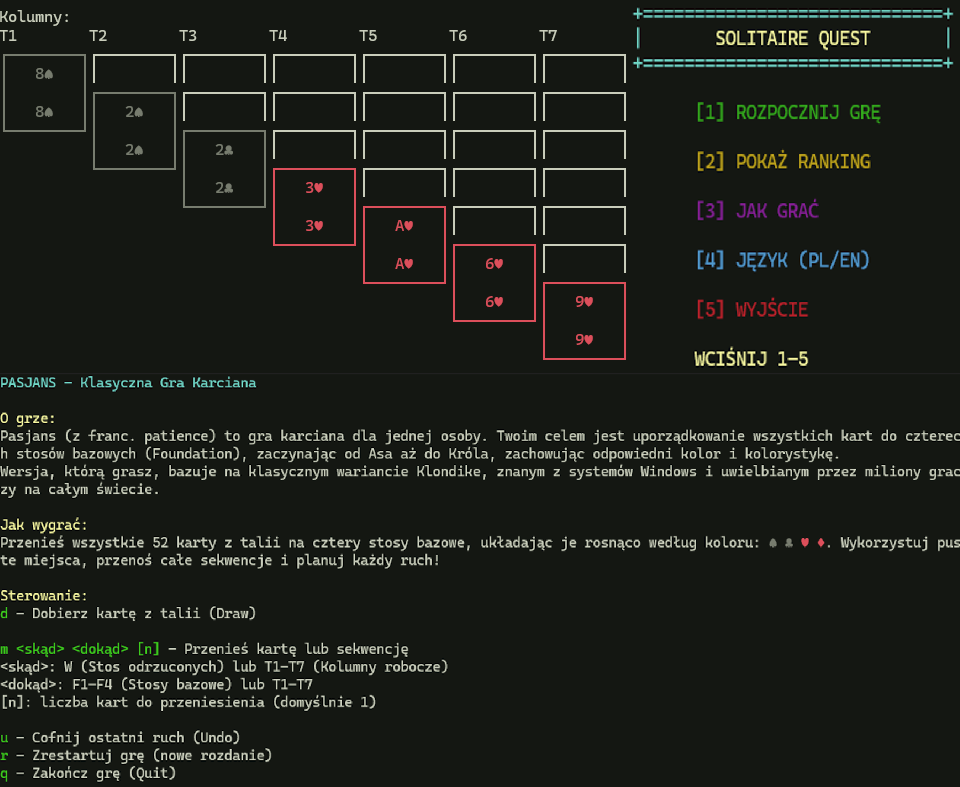 Kolumny:
T1 T2 T3 T4 T5 T6 T7
8♠
8♠
2♠
2♠
2♣
2♣
3♥
3♥
A♥
A♥
6♥
6♥
9♥
9♥
+=============================+
| SOLITAIRE QUEST |
+=============================+
[1] ROZPOCZNIJ GRĘ
[2] POKAŻ RANKING
[3] JAK GRAĆ
[4] JĘZYK (PL/EN)
[5] WYJŚCIE
WCIŚNIJ 1-5
PASJANS - Klasyczna Gra Karciana
O grze:
Pasjans (z franc. patience) to gra karciana dla jednej osoby. Twoim celem jest uporządkowanie wszystkich kart do czterec
h stosów bazowych (Foundation), zaczynając od Asa aż do Króla, zachowując odpowiedni kolor i kolorystykę.
Wersja, którą grasz, bazuje na klasycznym wariancie Klondike, znanym z systemów Windows i uwielbianym przez miliony grac
zy na całym świecie.
Jak wygrać:
Przenieś wszystkie 52 karty z talii na cztery stosy bazowe, układając je rosnąco według koloru: ♠ ♣ ♥ ♦. Wykorzystuj pus
te miejsca, przenoś całe sekwencje i planuj każdy ruch!
Sterowanie:
d - Dobierz kartę z talii (Draw)
m <skąd> <dokąd> [n] - Przenieś kartę lub sekwencję
<skąd>: W (Stos odrzuconych) lub T1-T7 (Kolumny robocze)
<dokąd>: F1-F4 (Stosy bazowe) lub T1-T7
[n]: liczba kart do przeniesienia (domyślnie 1)
u - Cofnij ostatni ruch (Undo)
r - Zrestartuj grę (nowe rozdanie)
q - Zakończ grę (Quit)